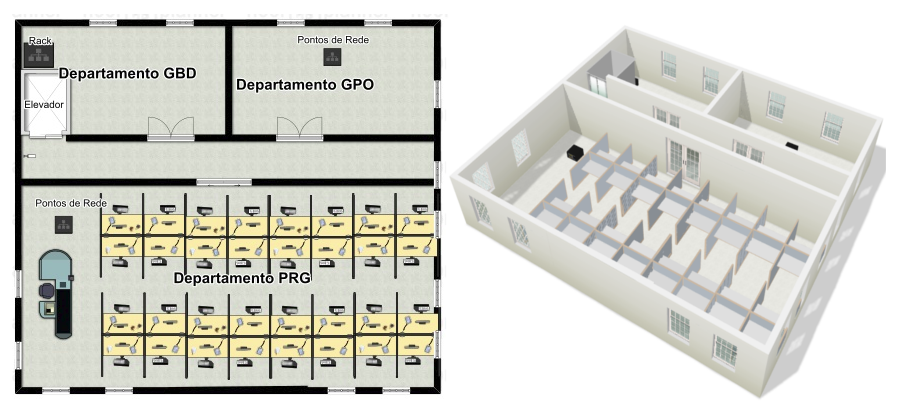 Rack
Pontos de Rede
Departamento GBD
Departamento GPO
Elevador
Pontos de Rede
Departamento PRG